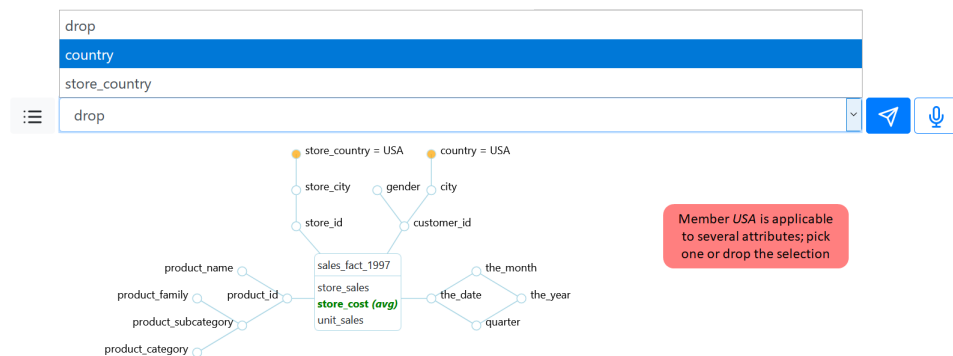 drop
country
store_country
drop
store_country = USA
country = USA
store_city
gender
city
store_id
customer_id
Member USA is applicable
to several attributes; pick
one or drop the selection
sales_fact_1997
store_sales
store_cost (avg)
unit_sales
product_name
product_family
product_id
product_subcategory
product_category
the_month
the_date
the_year
quarter